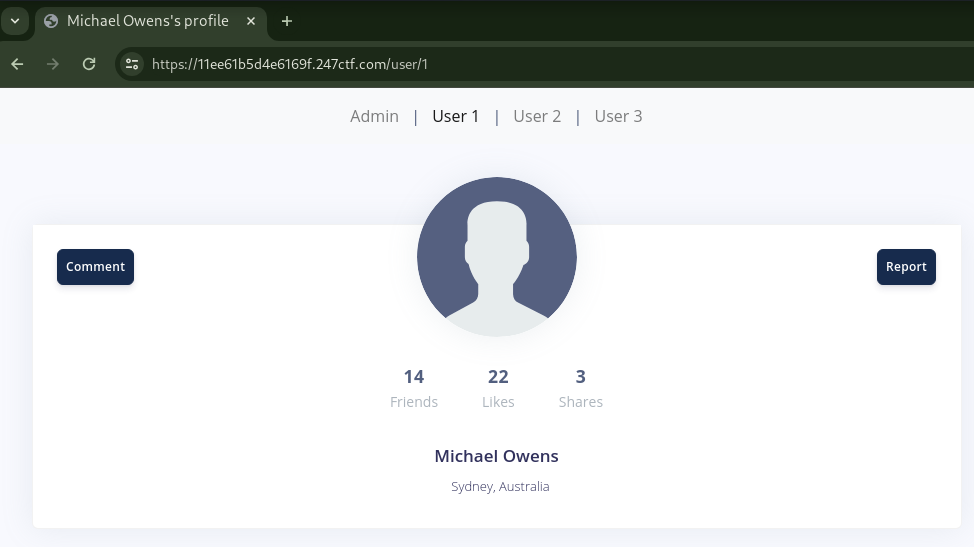 Michael Owens's profile
https://11ee61b5d4e6169f.247ctf.com/user/1
Admin | User 1 | User 2 | User 3
Comment
Report
14 22 3
Friends Likes Shares
Michael Owens
Sydney, Australia